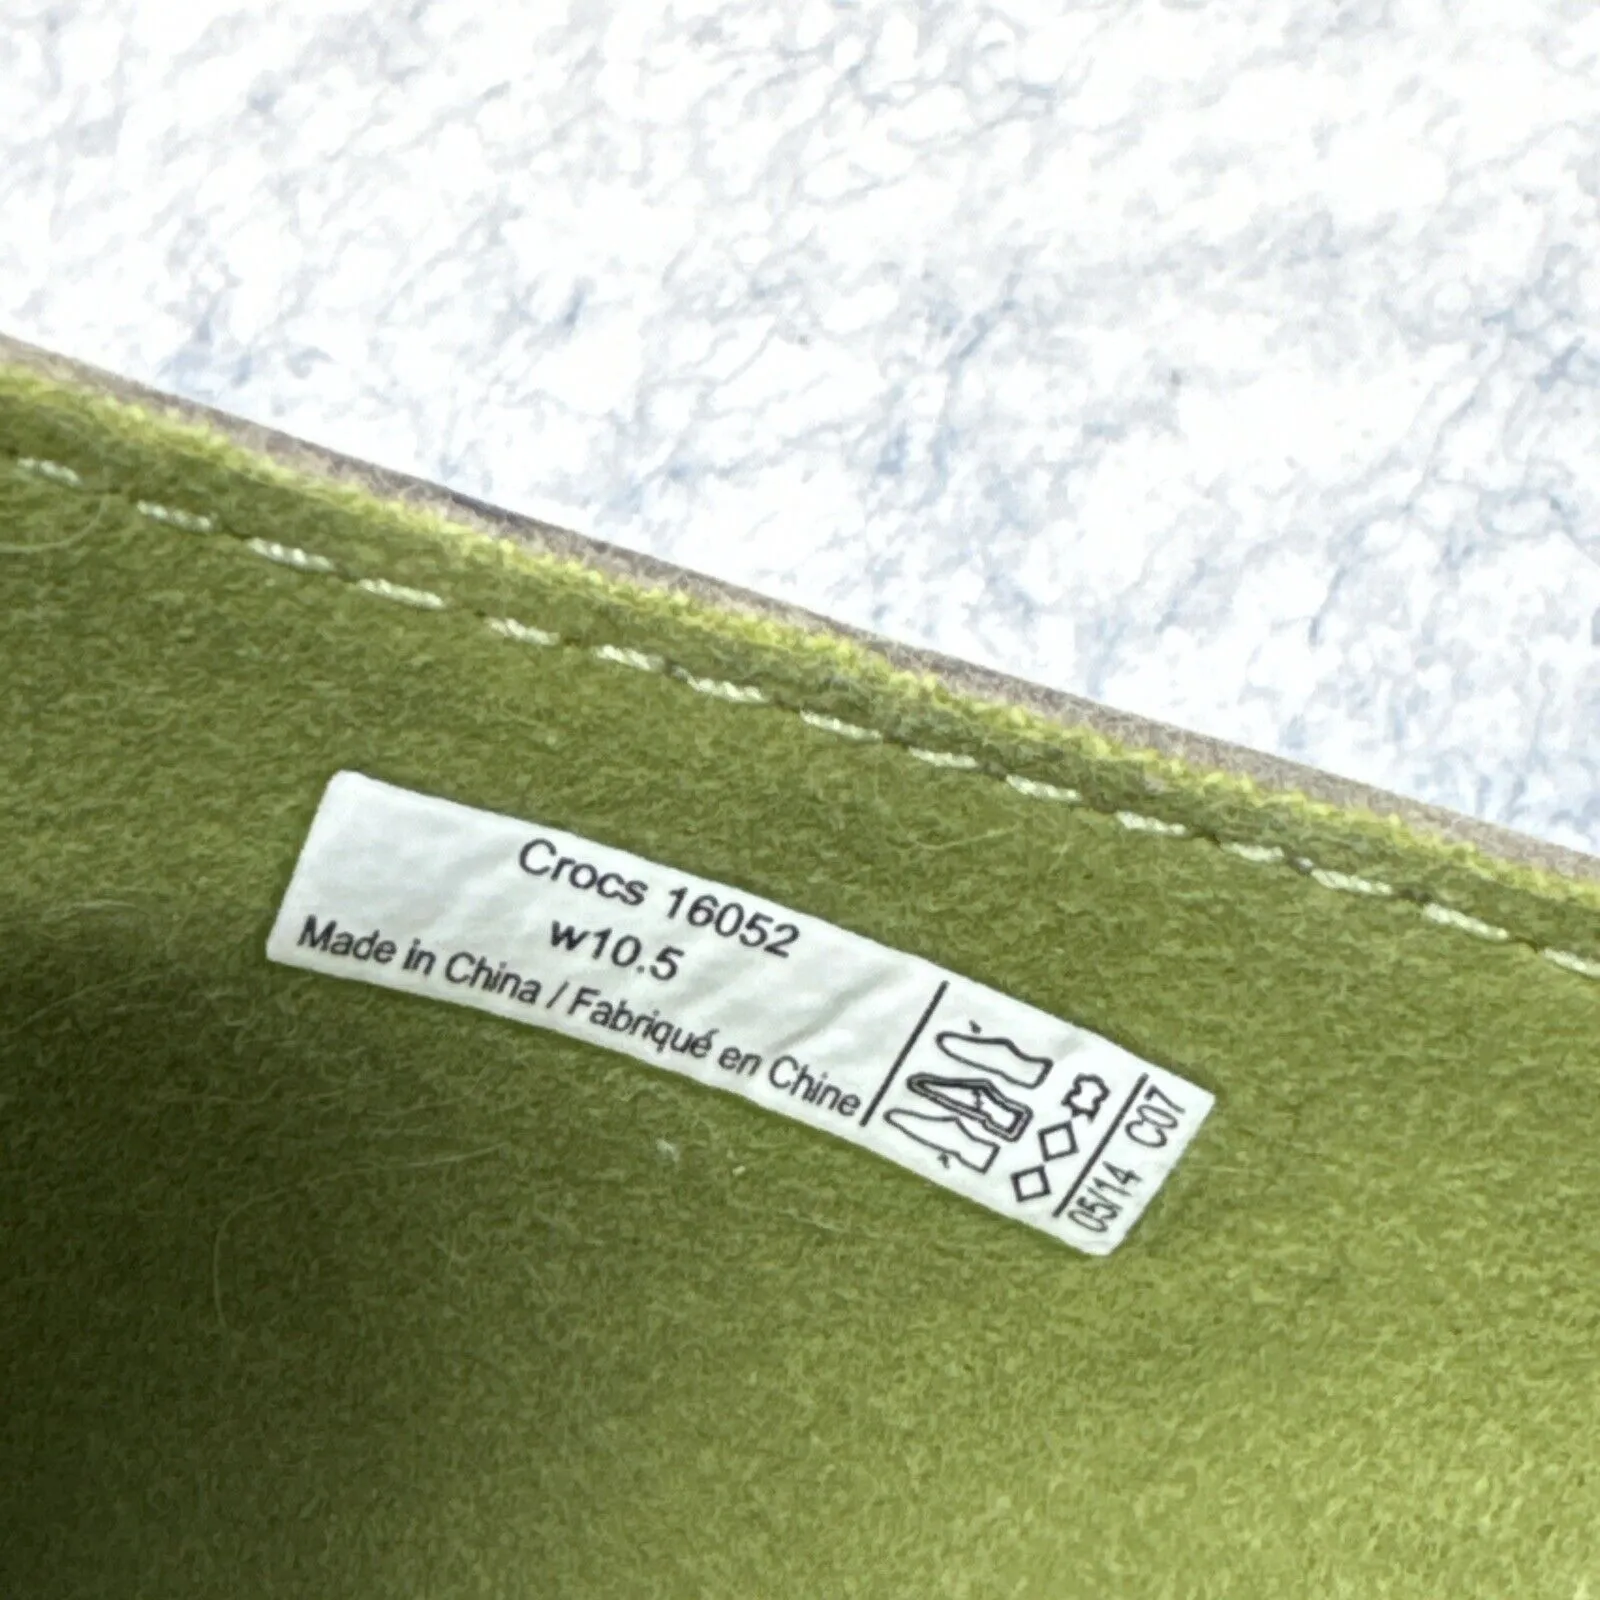 Crocs 16052
w10.5
Made in China / Fabriqué en Chine
05/14 C07